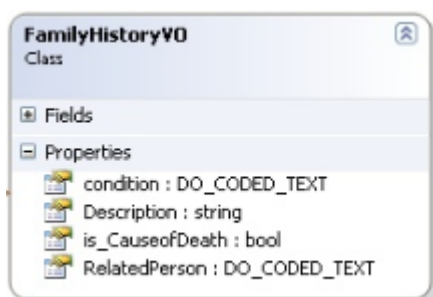 FamilyHistoryVO
Class
Fields
Properties
condition : DO_CODED_TEXT
Description : string
is_CauseofDeath : bool
RelatedPerson : DO_CODED_TEXT